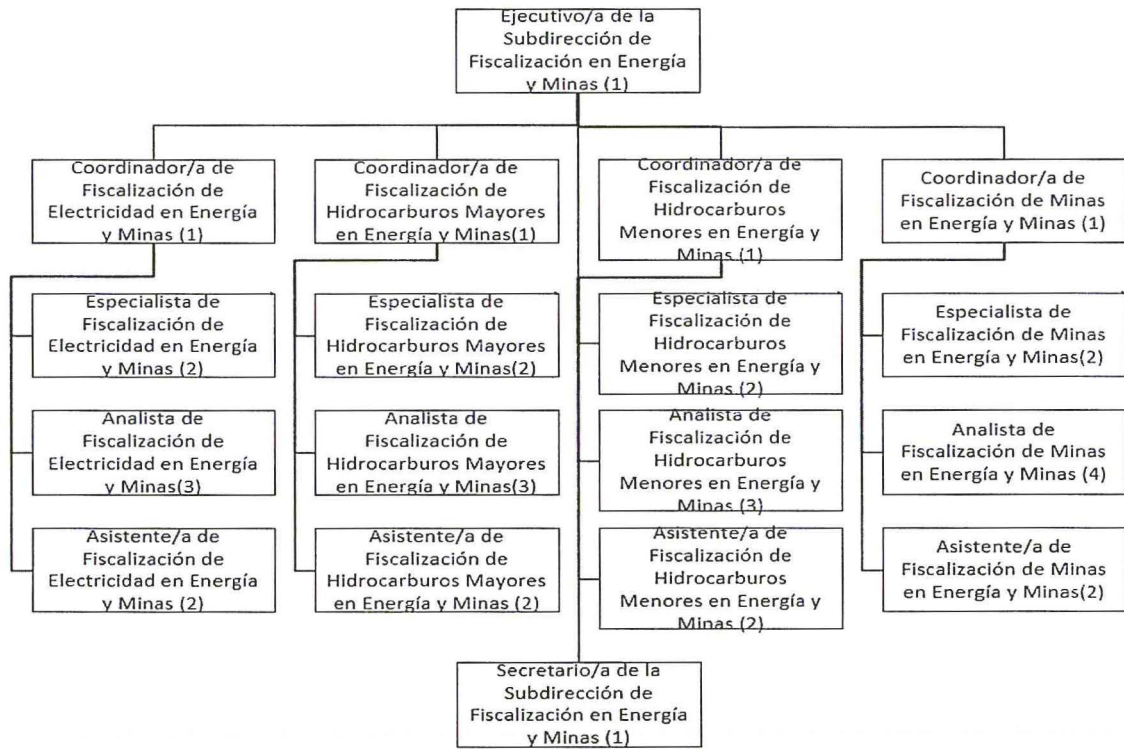 Ejecutivo/a de la
Subdirección de
Fiscalización en Energía
y Minas (1)
Coordinador/a de
Fiscalización de
Electricidad en Energía
y Minas (1)
Coordinador/a de
Fiscalización de
Hidrocarburos Mayores
en Energía y Minas(1)
Coordinador/a de
Fiscalización de
Hidrocarburos
Menores en Energía y
Minas (1)
Coordinador/a de
Fiscalización de Minas
en Energía y Minas (1)
Especialista de
Fiscalización de
Electricidad en Energía
y Minas (2)
Especialista de
Fiscalización de
Hidrocarburos Mayores
en Energía y Minas(2)
Especialista de
Fiscalización de
Hidrocarburos
Menores en Energía y
Minas (2)
Especialista de
Fiscalización de Minas
en Energía y Minas(2)
Analista de
Fiscalización de
Electricidad en Energía
y Minas(3)
Analista de
Fiscalización de
Hidrocarburos Mayores
en Energía y Minas(3)
Analista de
Fiscalización de
Hidrocarburos
Menores en Energía y
Minas (3)
Analista de
Fiscalización de Minas
en Energía y Minas (4)
Asistente/a de
Fiscalización de
Electricidad en Energía
y Minas (2)
Asistente/a de
Fiscalización de
Hidrocarburos Mayores
en Energía y Minas (2)
Asistente/a de
Fiscalización de
Hidrocarburos
Menores en Energía y
Minas (2)
Asistente/a de
Fiscalización de Minas
en Energía y Minas(2)
Secretario/a de la
Subdirección de
Fiscalización en Energía
y Minas (1)